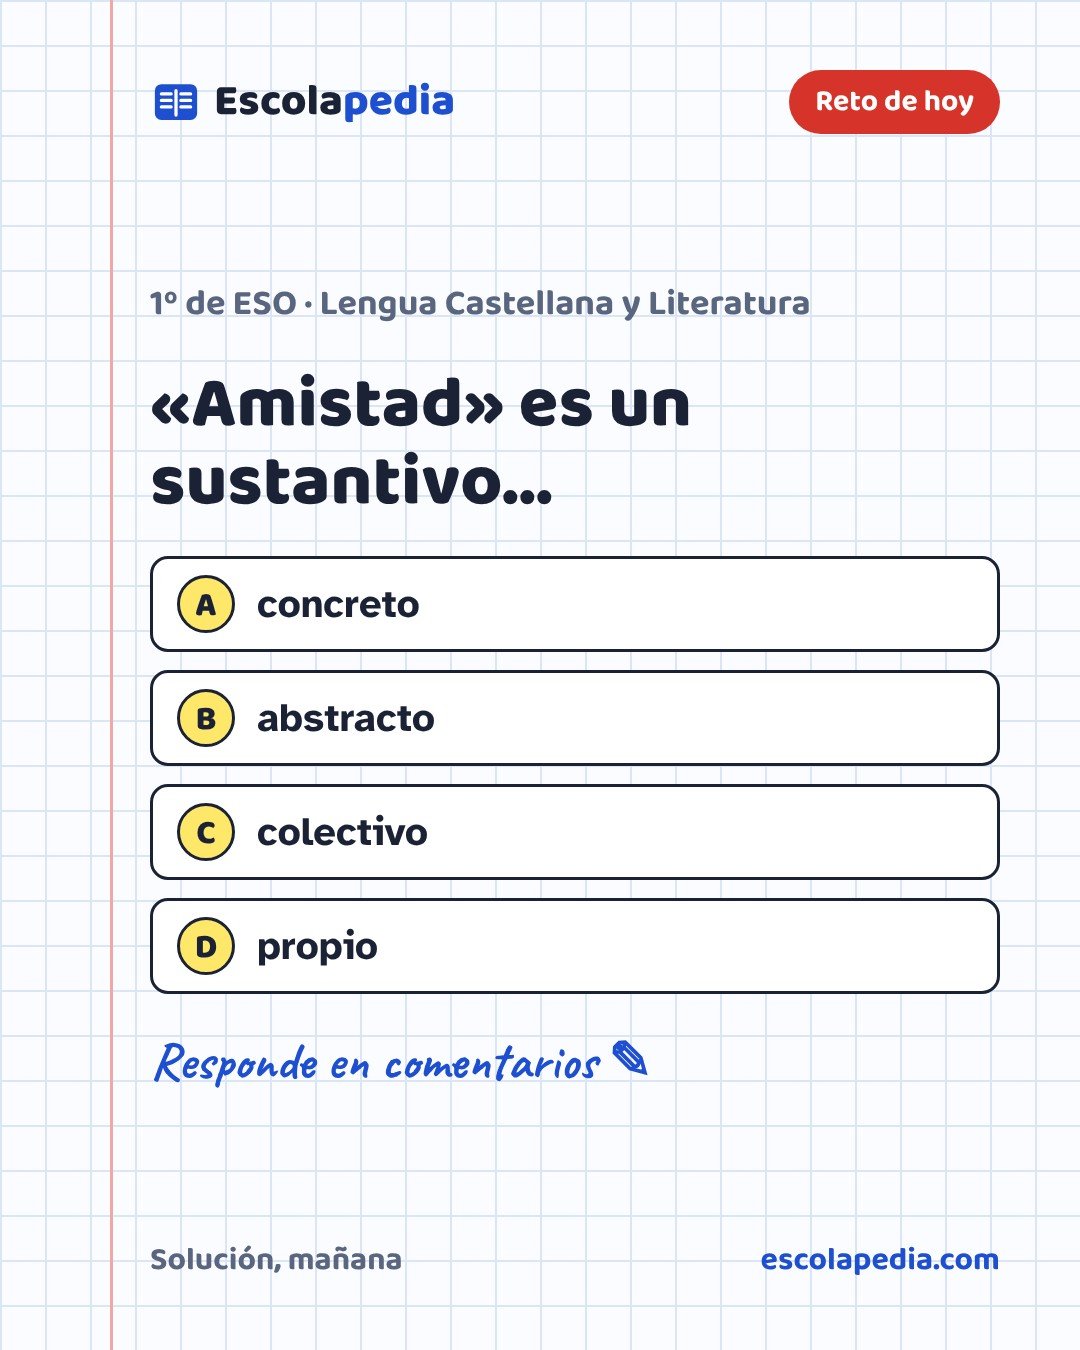 Escolapedia
Reto de hoy
1º de ESO · Lengua Castellana y Literatura
«Amistad» es un
sustantivo...
A concreto
B abstracto
C colectivo
D propio
Responde en comentarios ✎
Solución, mañana
escolapedia.com